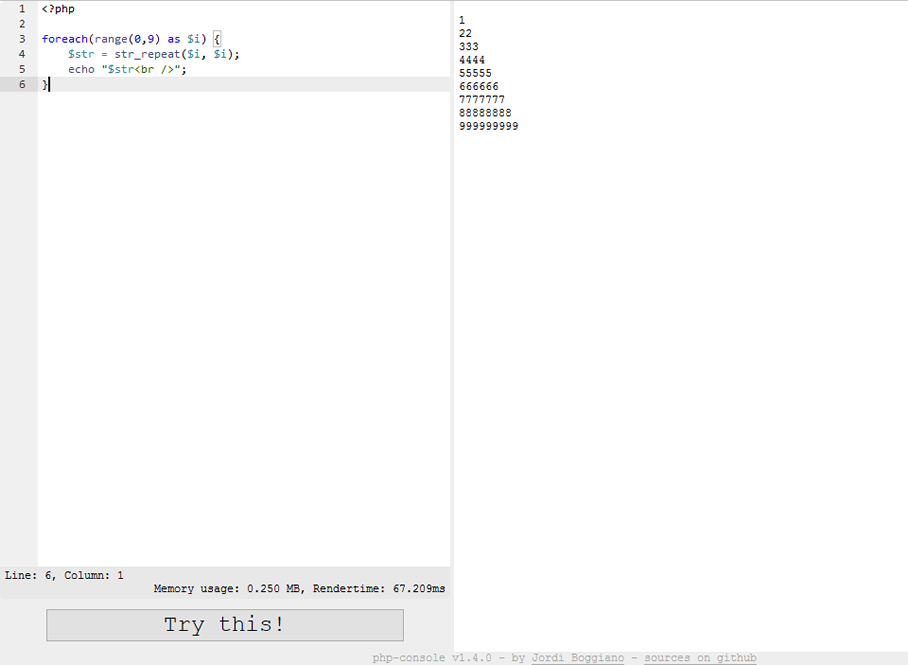 1 <?php
2
3 foreach(range(0,9) as $i) {
4     $str = str_repeat($i, $i);
5     echo "$str<br />";
6 }
Line: 6, Column: 1
Memory usage: 0.250 MB, Rendertime: 67.209ms
Try this!
1
22
333
4444
55555
666666
7777777
88888888
999999999
php-console v1.4.0 - by Jordi Boggiano - sources on github